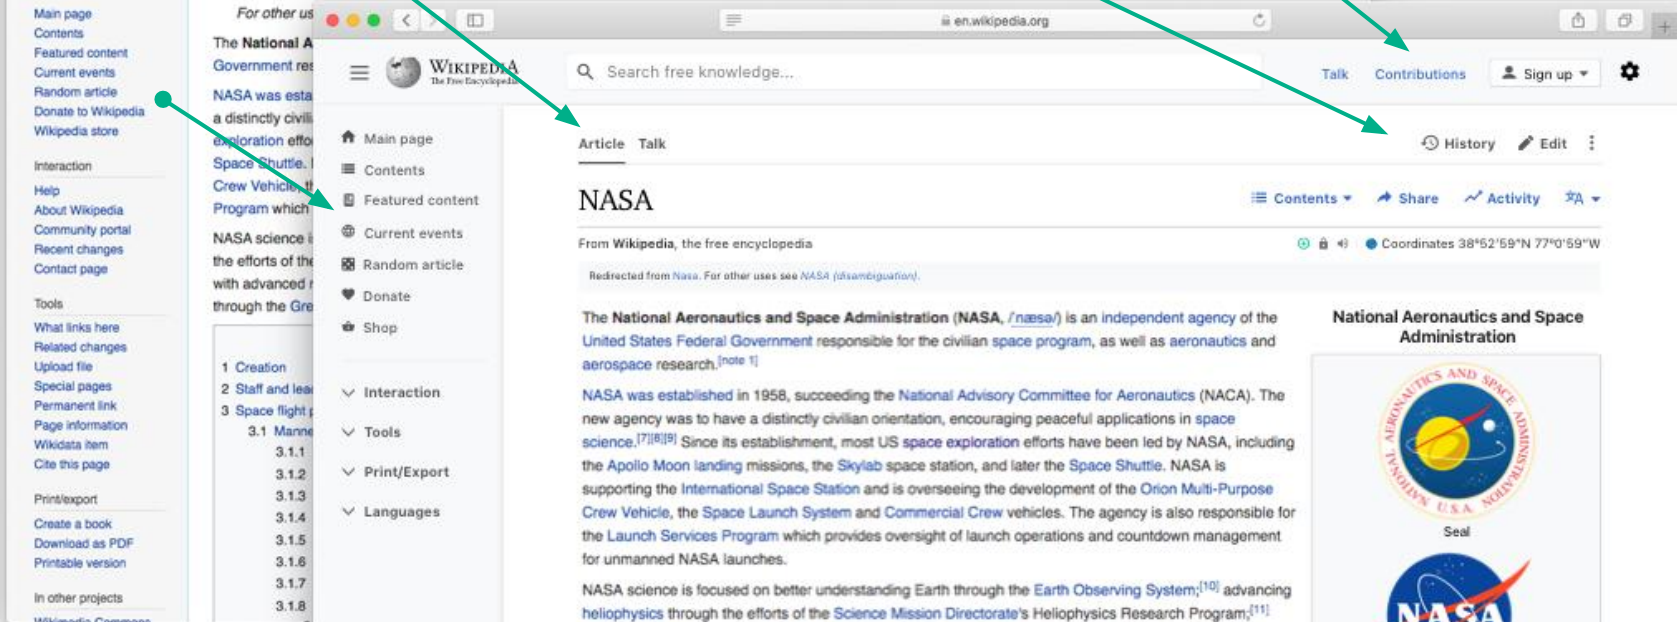 Main page
Contents
Featured content
Current events
Random article
Donate to Wikipedia
Wikipedia store
Interaction
Help
About Wikipedia
Community portal
Recent changes
Contact page
Tools
What links here
Related changes
Upload file
Special pages
Permanent link
Page information
Wikidata item
Cite this page
Print/export
Create a book
Download as PDF
Printable version
In other projects
Wikimedia Commons
For other us
The National A
Government res
NASA was esta
a distinctly civili
exploration effo
Space Shuttle.
Crew Vehicle, th
Program which
NASA science i
the efforts of the
with advanced r
through the Gre
1 Creation
2 Staff and lea
3 Space flight p
3.1 Manne
3.1.1
3.1.2
3.1.3
3.1.4
3.1.5
3.1.6
3.1.7
3.1.8
en.wikipedia.org
WIKIPEDIA
The Free Encyclopedia
Search free knowledge...
Talk Contributions Sign up
Main page
Contents
Featured content
Current events
Random article
Donate
Shop
Interaction
Tools
Print/Export
Languages
Article Talk
History Edit
NASA
Contents Share Activity
From Wikipedia, the free encyclopedia
Coordinates 38°52'59"N 77°0'59"W
Redirected from Nasa. For other uses see NASA (disambiguation).
The National Aeronautics and Space Administration (NASA, /ˈnæsə/) is an independent agency of the
United States Federal Government responsible for the civilian space program, as well as aeronautics and
aerospace research.[note 1]
NASA was established in 1958, succeeding the National Advisory Committee for Aeronautics (NACA). The
new agency was to have a distinctly civilian orientation, encouraging peaceful applications in space
science.[7][8][9] Since its establishment, most US space exploration efforts have been led by NASA, including
the Apollo Moon landing missions, the Skylab space station, and later the Space Shuttle. NASA is
supporting the International Space Station and is overseeing the development of the Orion Multi-Purpose
Crew Vehicle, the Space Launch System and Commercial Crew vehicles. The agency is also responsible for
the Launch Services Program which provides oversight of launch operations and countdown management
for unmanned NASA launches.
NASA science is focused on better understanding Earth through the Earth Observing System;[10] advancing
heliophysics through the efforts of the Science Mission Directorate's Heliophysics Research Program;[11]
National Aeronautics and Space
Administration
NATIONAL AERONAUTICS AND SPACE ADMINISTRATION
U.S.A.
Seal
NASA